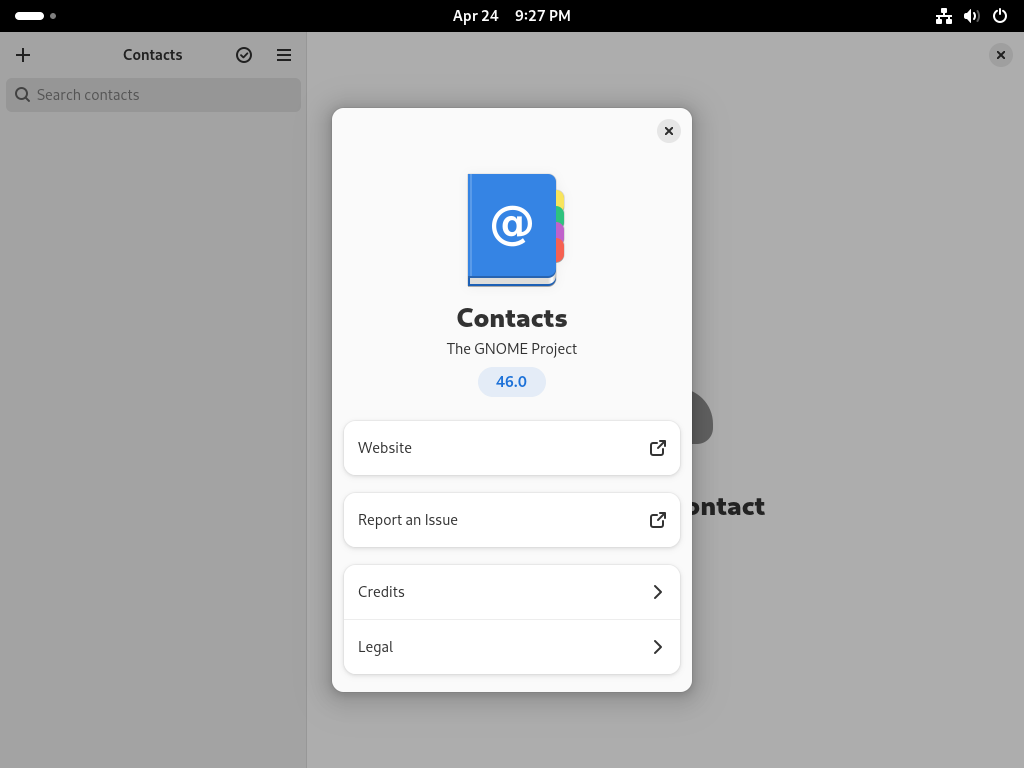 Apr 24 9:27 PM
Contacts
Search contacts
@
Contacts
The GNOME Project
46.0
Website
ontact
Report an Issue
Credits
Legal